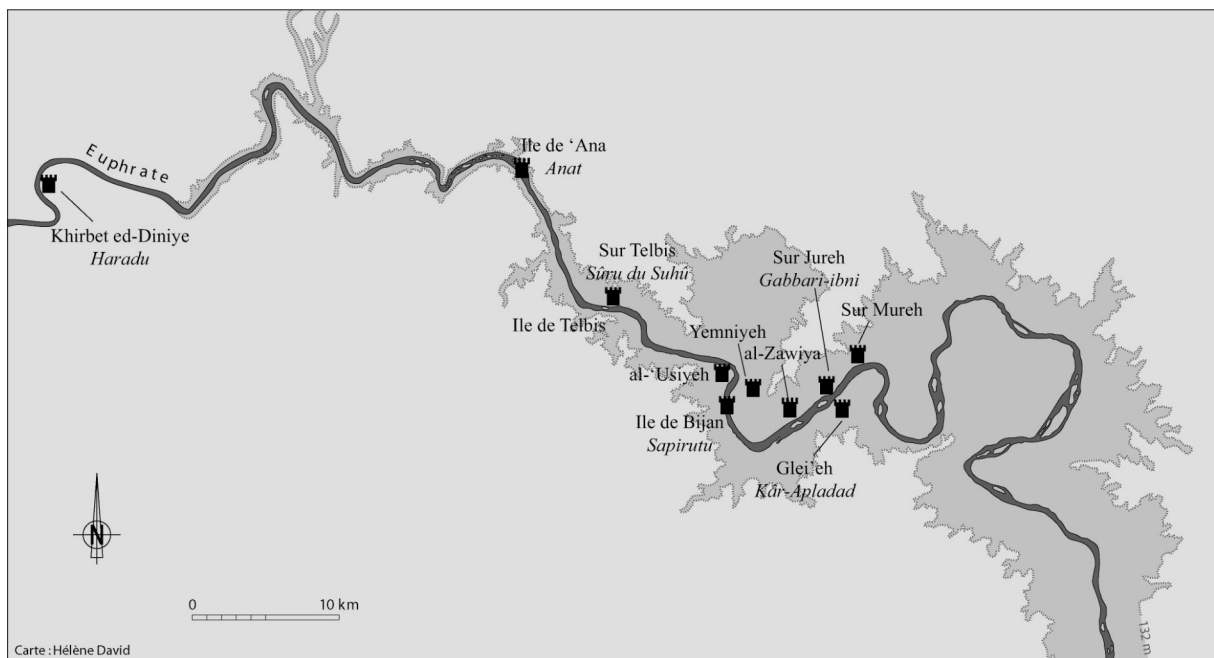 Euphrate
Khirbet ed-Diniye
Haradu
Ile de ‘Ana
Anat
Sur Telbis
Sûru du Suhû
Ile de Telbis
Sur Jureh
Gabbari-ibni
Sur Mureh
Yemniyeh
al-Zawiya
al-‘Usiyeh
Ile de Bijan
Sapirutu
Glei’eh
Kâr-Apladad
N
0 10 km
132 m
Carte : Hélène David